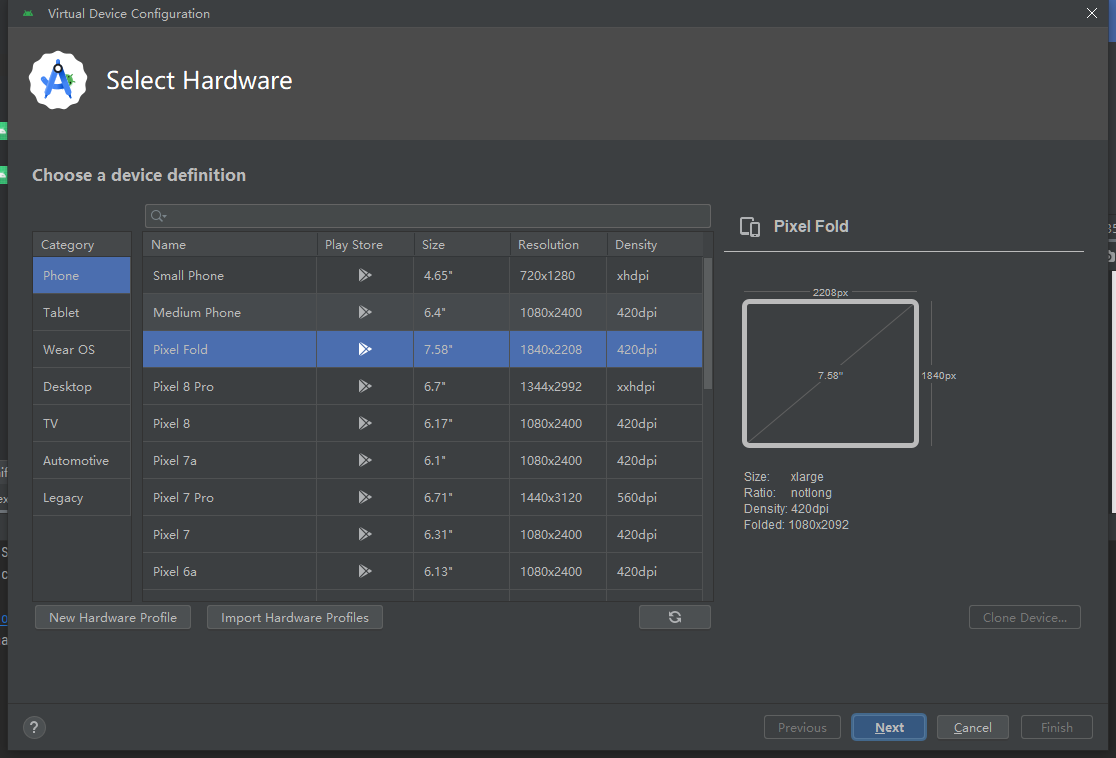 Virtual Device Configuration
Select Hardware
Choose a device definition
Category
Phone
Tablet
Wear OS
Desktop
TV
Automotive
Legacy
Name Play Store Size Resolution Density
Small Phone 4.65" 720x1280 xhdpi
Medium Phone 6.4" 1080x2400 420dpi
Pixel Fold 7.58" 1840x2208 420dpi
Pixel 8 Pro 6.7" 1344x2992 xxhdpi
Pixel 8 6.17" 1080x2400 420dpi
Pixel 7a 6.1" 1080x2400 420dpi
Pixel 7 Pro 6.71" 1440x3120 560dpi
Pixel 7 6.31" 1080x2400 420dpi
Pixel 6a 6.13" 1080x2400 420dpi
New Hardware Profile Import Hardware Profiles
Pixel Fold
2208px
7.58" 1840px
Size: xlarge
Ratio: notlong
Density: 420dpi
Folded: 1080x2092
Clone Device...
? Previous Next Cancel Finish